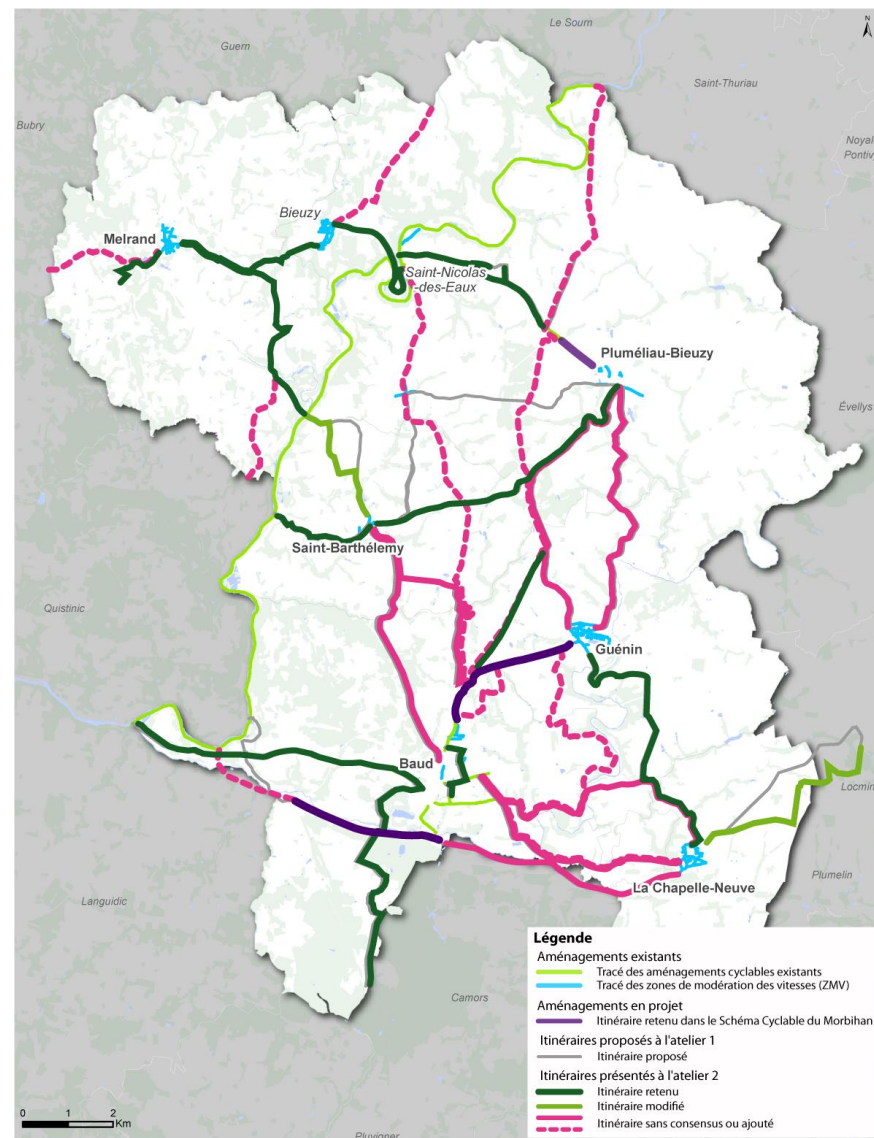 N
Le Sourn
Guern
Saint-Thuriau
Bubry
Noyal
Pontivy
Bieuzy
Melrand
Saint-Nicolas
-des-Eaux
Pluméliau-Bieuzy
Évellys
Saint-Barthélemy
Quistinic
Guénin
Baud
Locmin
Plumelin
La Chapelle-Neuve
Languidic
Camors
Pluvigner
Légende
Aménagements existants
Tracé des aménagements cyclables existants
Tracé des zones de modération des vitesses (ZMV)
Aménagements en projet
Itinéraire retenu dans le Schéma Cyclable du Morbihan
Itinéraires proposés à l'atelier 1
Itinéraire proposé
Itinéraires présentés à l'atelier 2
Itinéraire retenu
Itinéraire modifié
Itinéraire sans consensus ou ajouté
0 1 2
Km